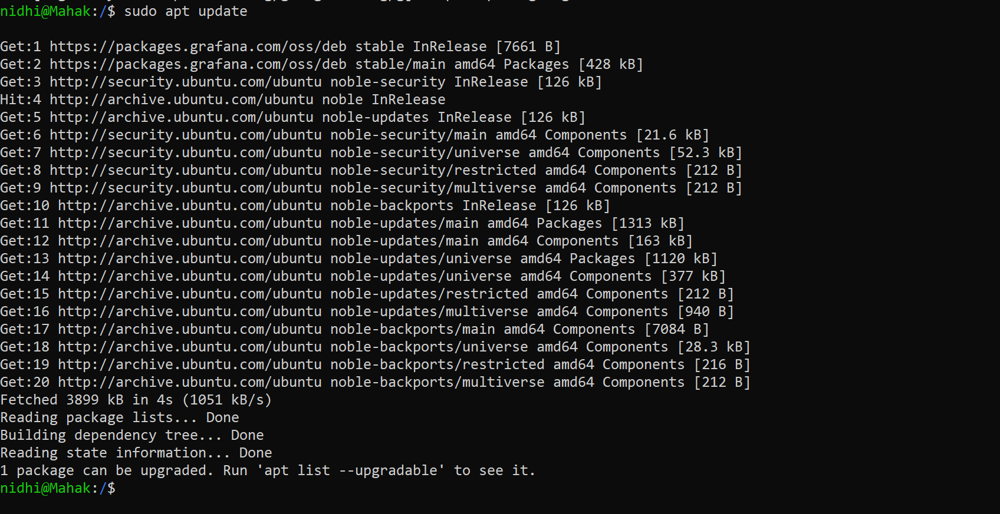 nidhi@Mahak:/$ sudo apt update
Get:1 https://packages.grafana.com/oss/deb stable InRelease [7661 B]
Get:2 https://packages.grafana.com/oss/deb stable/main amd64 Packages [428 kB]
Get:3 http://security.ubuntu.com/ubuntu noble-security InRelease [126 kB]
Hit:4 http://archive.ubuntu.com/ubuntu noble InRelease
Get:5 http://archive.ubuntu.com/ubuntu noble-updates InRelease [126 kB]
Get:6 http://security.ubuntu.com/ubuntu noble-security/main amd64 Components [21.6 kB]
Get:7 http://security.ubuntu.com/ubuntu noble-security/universe amd64 Components [52.3 kB]
Get:8 http://security.ubuntu.com/ubuntu noble-security/restricted amd64 Components [212 B]
Get:9 http://security.ubuntu.com/ubuntu noble-security/multiverse amd64 Components [212 B]
Get:10 http://archive.ubuntu.com/ubuntu noble-backports InRelease [126 kB]
Get:11 http://archive.ubuntu.com/ubuntu noble-updates/main amd64 Packages [1313 kB]
Get:12 http://archive.ubuntu.com/ubuntu noble-updates/main amd64 Components [163 kB]
Get:13 http://archive.ubuntu.com/ubuntu noble-updates/universe amd64 Packages [1120 kB]
Get:14 http://archive.ubuntu.com/ubuntu noble-updates/universe amd64 Components [377 kB]
Get:15 http://archive.ubuntu.com/ubuntu noble-updates/restricted amd64 Components [212 B]
Get:16 http://archive.ubuntu.com/ubuntu noble-updates/multiverse amd64 Components [940 B]
Get:17 http://archive.ubuntu.com/ubuntu noble-backports/main amd64 Components [7084 B]
Get:18 http://archive.ubuntu.com/ubuntu noble-backports/universe amd64 Components [28.3 kB]
Get:19 http://archive.ubuntu.com/ubuntu noble-backports/restricted amd64 Components [216 B]
Get:20 http://archive.ubuntu.com/ubuntu noble-backports/multiverse amd64 Components [212 B]
Fetched 3899 kB in 4s (1051 kB/s)
Reading package lists... Done
Building dependency tree... Done
Reading state information... Done
1 package can be upgraded. Run 'apt list --upgradable' to see it.
nidhi@Mahak:/$